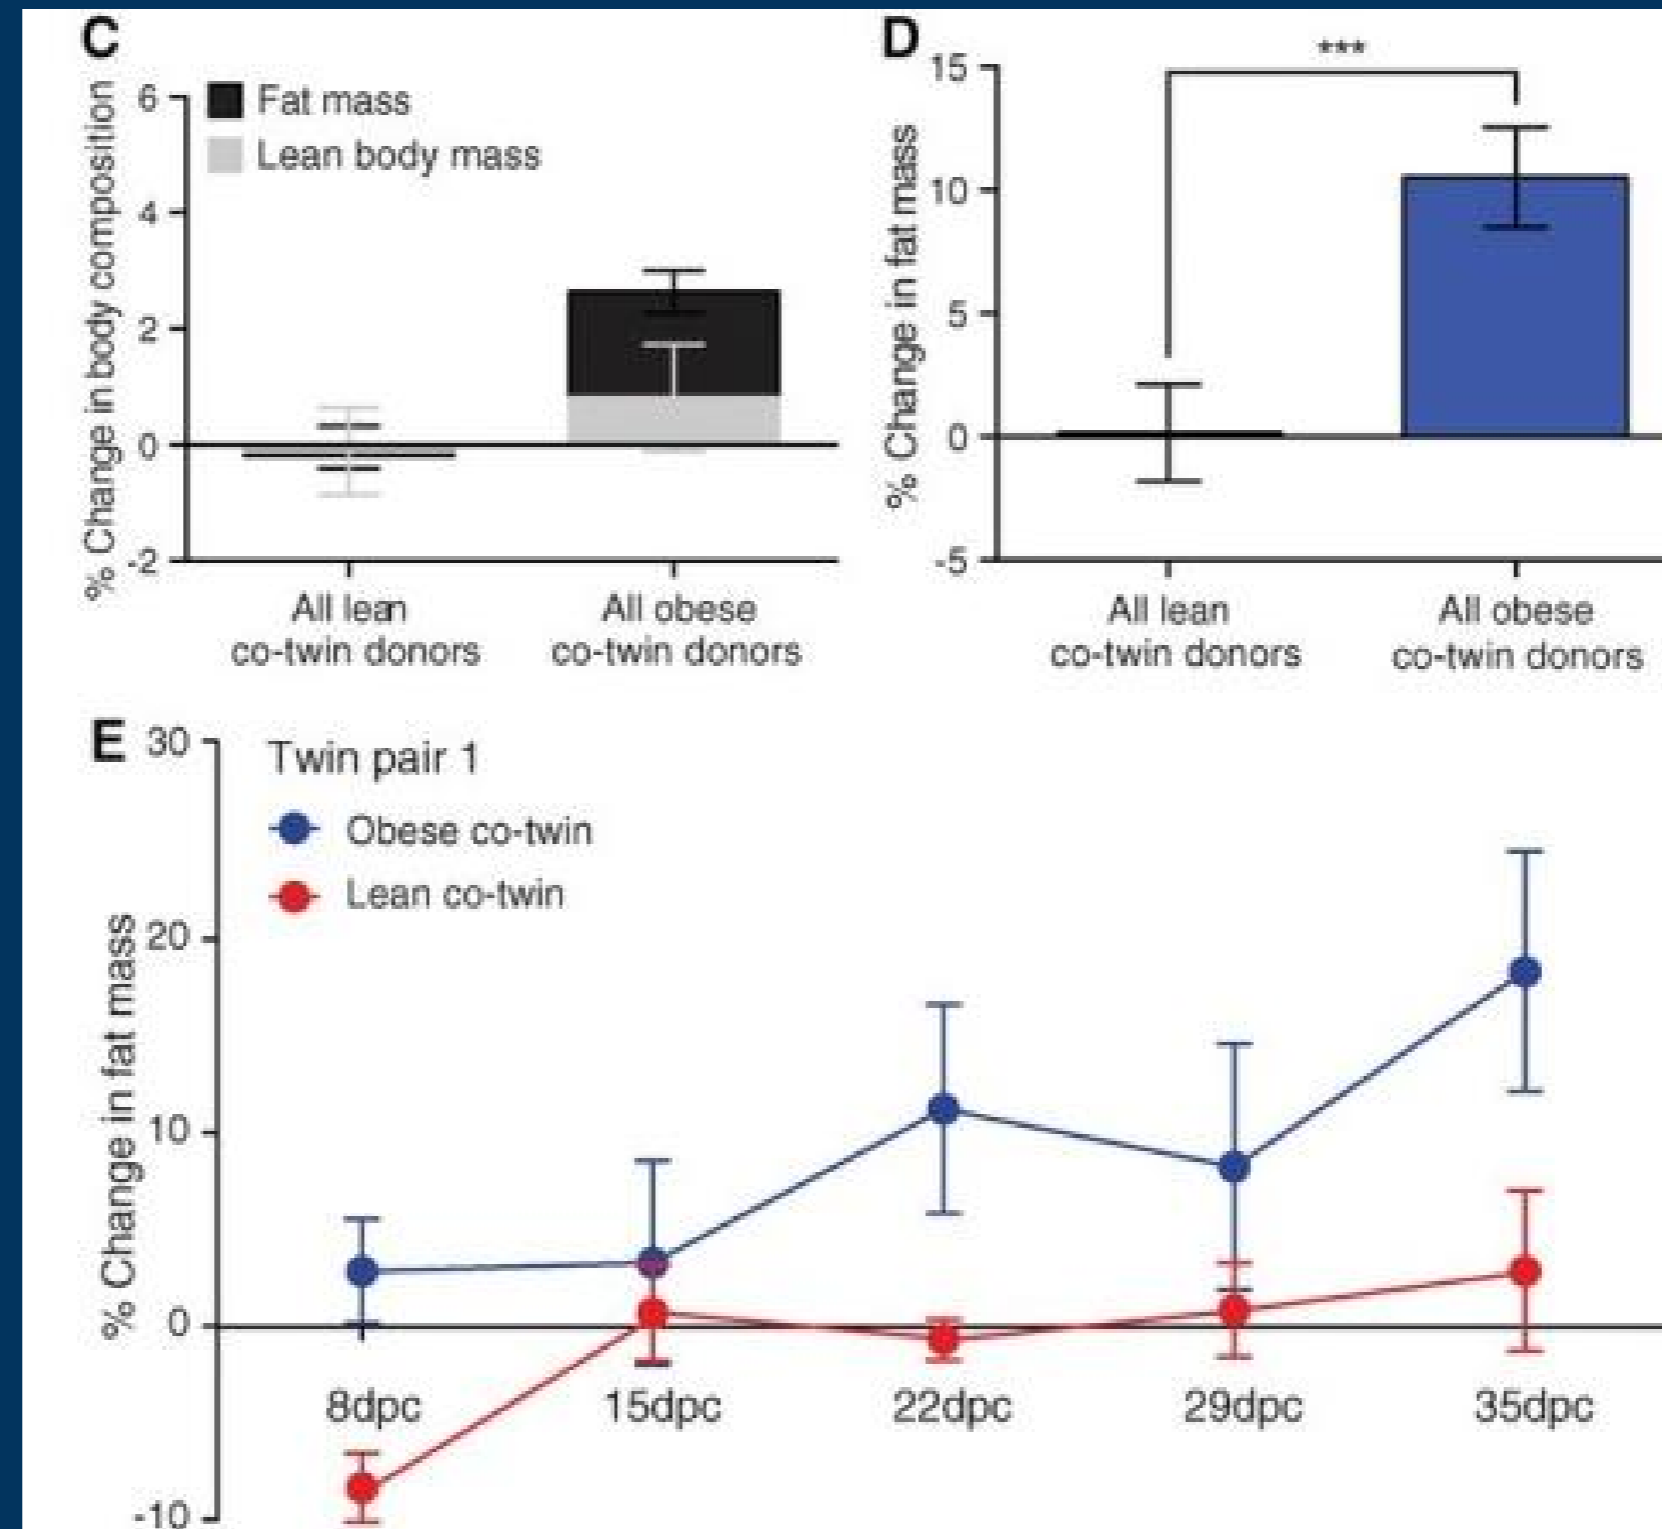 C
% Change in body composition
6
4
2
0
-2
Fat mass
Lean body mass
All lean
co-twin donors
All obese
co-twin donors
D
% Change in fat mass
15
10
5
0
-5
***
All lean
co-twin donors
All obese
co-twin donors
E
% Change in fat mass
30
20
10
0
-10
Twin pair 1
Obese co-twin
Lean co-twin
8dpc
15dpc
22dpc
29dpc
35dpc